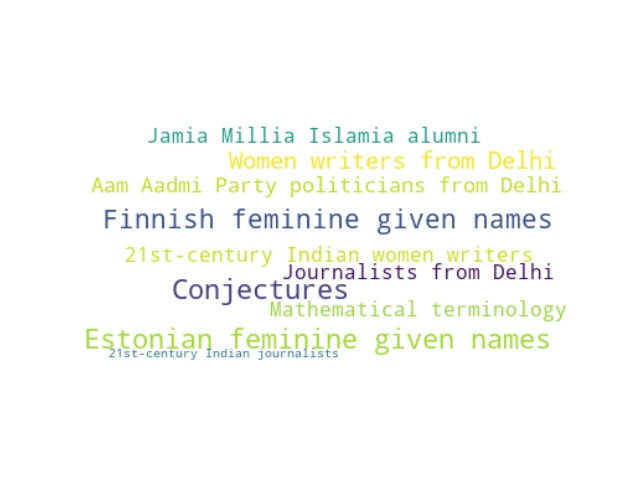 Jamia Millia Islamia alumni
Women writers from Delhi
Aam Aadmi Party politicians from Delhi
Finnish feminine given names
21st-century Indian women writers
Journalists from Delhi
Conjectures
Mathematical terminology
Estonian feminine given names
21st-century Indian journalists